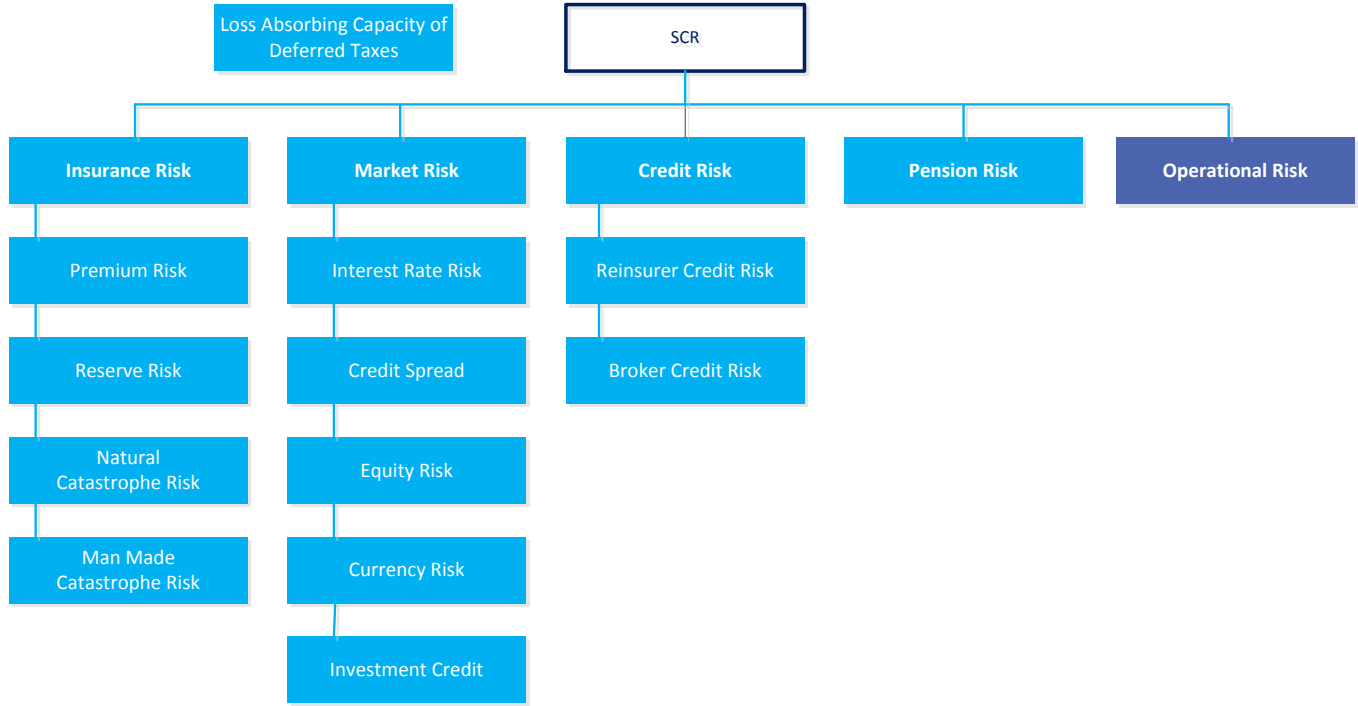 Loss Absorbing Capacity of
Deferred Taxes
SCR
Insurance Risk
Market Risk
Credit Risk
Pension Risk
Operational Risk
Premium Risk
Interest Rate Risk
Reinsurer Credit Risk
Reserve Risk
Credit Spread
Broker Credit Risk
Natural
Catastrophe Risk
Equity Risk
Man Made
Catastrophe Risk
Currency Risk
Investment Credit